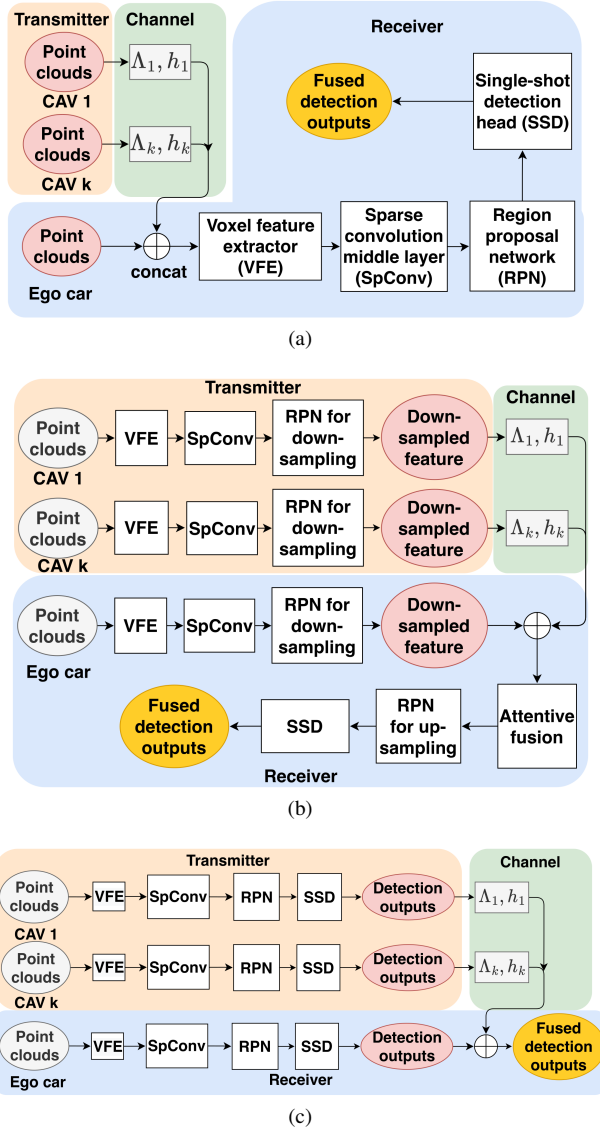 Transmitter
Channel
Receiver
Point
clouds
CAV 1
Λ₁, h₁
Point
clouds
CAV k
Λₖ, hₖ
Fused
detection
outputs
Single-shot
detection
head (SSD)
Point
clouds
Ego car
concat
Voxel feature
extractor
(VFE)
Sparse
convolution
middle layer
(SpConv)
Region
proposal
network
(RPN)
(a)
Transmitter
Channel
Point
clouds
CAV 1
VFE
SpConv
RPN for
down-
sampling
Down-
sampled
feature
Λ₁, h₁
Point
clouds
CAV k
VFE
SpConv
RPN for
down-
sampling
Down-
sampled
feature
Λₖ, hₖ
Point
clouds
Ego car
VFE
SpConv
RPN for
down-
sampling
Down-
sampled
feature
Fused
detection
outputs
SSD
RPN
for up-
sampling
Attentive
fusion
Receiver
(b)
Transmitter
Channel
Point
clouds
CAV 1
VFE
SpConv
RPN
SSD
Detection
outputs
Λ₁, h₁
Point
clouds
CAV k
VFE
SpConv
RPN
SSD
Detection
outputs
Λₖ, hₖ
Point
clouds
Ego car
VFE
SpConv
RPN
SSD
Detection
outputs
Fused
detection
outputs
Receiver
(c)